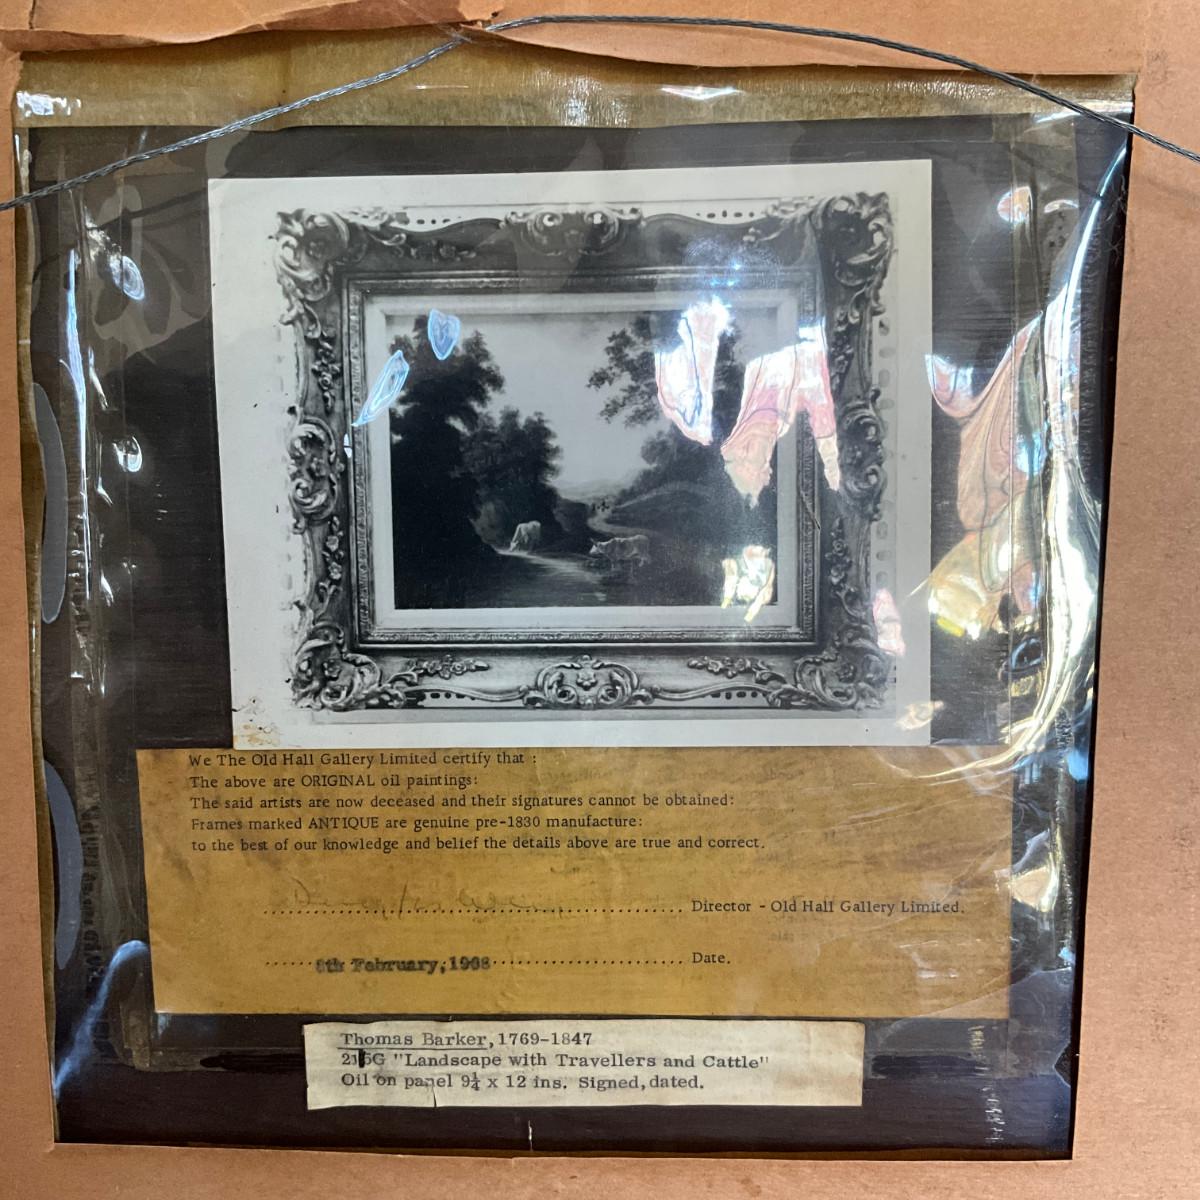 We The Old Hall Gallery Limited certify that :
The above are ORIGINAL oil paintings:
The said artists are now deceased and their signatures cannot be obtained:
Frames marked ANTIQUE are genuine pre-1830 manufacture:
to the best of our knowledge and belief the details above are true and correct.
Director - Old Hall Gallery Limited.
8th February, 1968 Date.
Thomas Barker, 1769-1847
"Landscape with Travellers and Cattle"
Oil on panel 9¼ x 12 ins. Signed, dated.